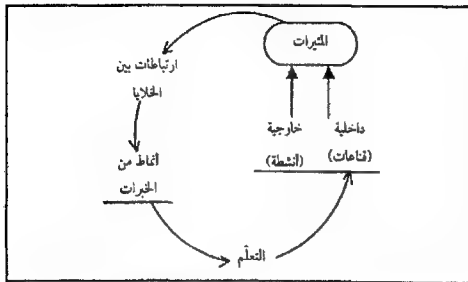 المثيرات
ارتباطات بين
الخلايا
داخلية
خارجية
(قناعات)
(أنشطة)
أنماط من
الخبرات
التعلّم